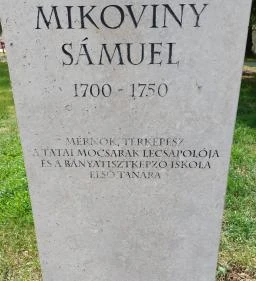 MIKOVINY
SÁMUEL
1700 - 1750
MÉRNÖK, TÉRKÉPÉSZ
A TATAI MOCSARAK LECSAPOLÓJA
ÉS A BÁNYATISZTKÉPZŐ ISKOLA
ELSŐ TANÁRA